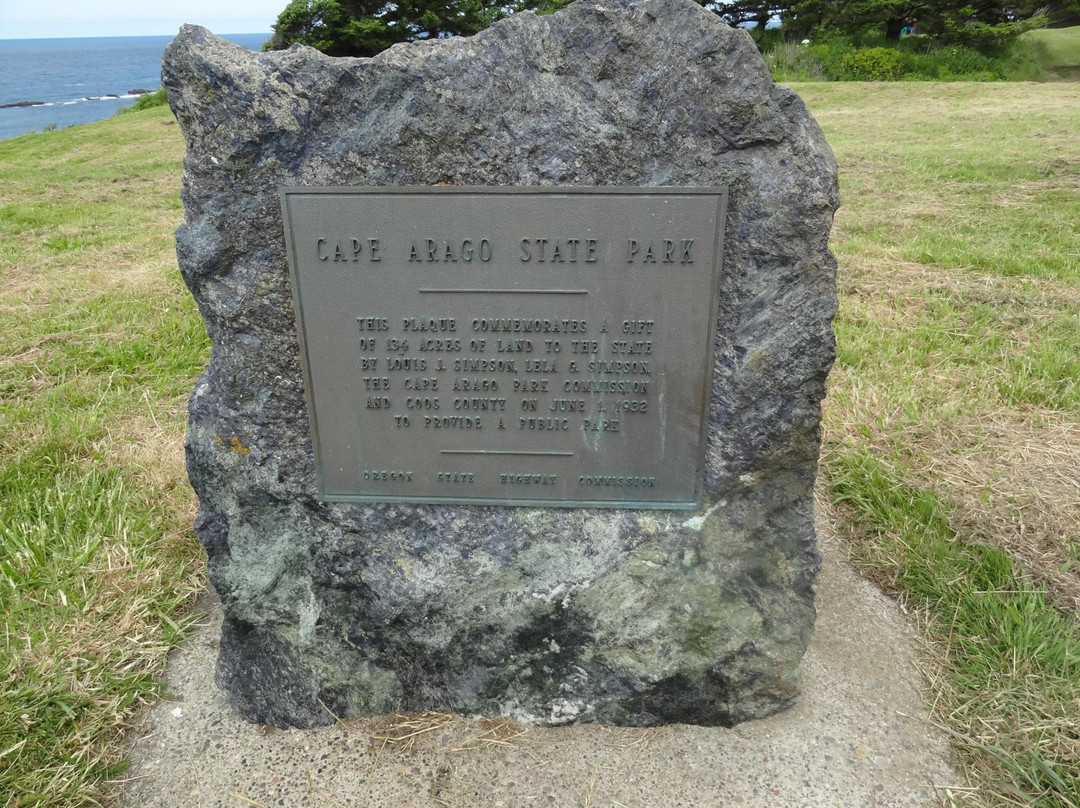 CAPE ARAGO STATE PARK
THIS PLAQUE COMMEMORATES A GIFT
OF 134 ACRES OF LAND TO THE STATE
BY LOUIS J. SIMPSON, LELA G. SIMPSON,
THE CAPE ARAGO PARK COMMISSION
AND COOS COUNTY ON JUNE 1, 1932
TO PROVIDE A PUBLIC PARK
OREGON STATE HIGHWAY COMMISSION